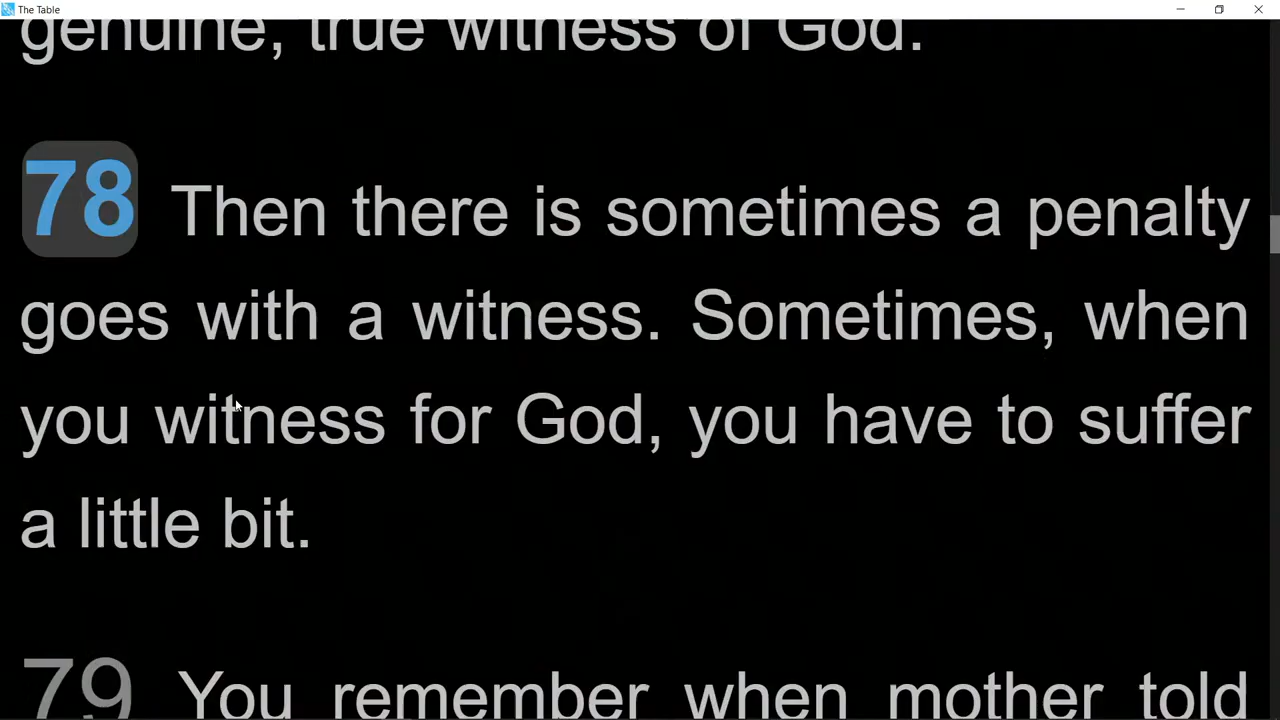 The Table
genuine, true witness of God.
78 Then there is sometimes a penalty
goes with a witness. Sometimes, when
you witness for God, you have to suffer
a little bit.
79 You remember when mother told